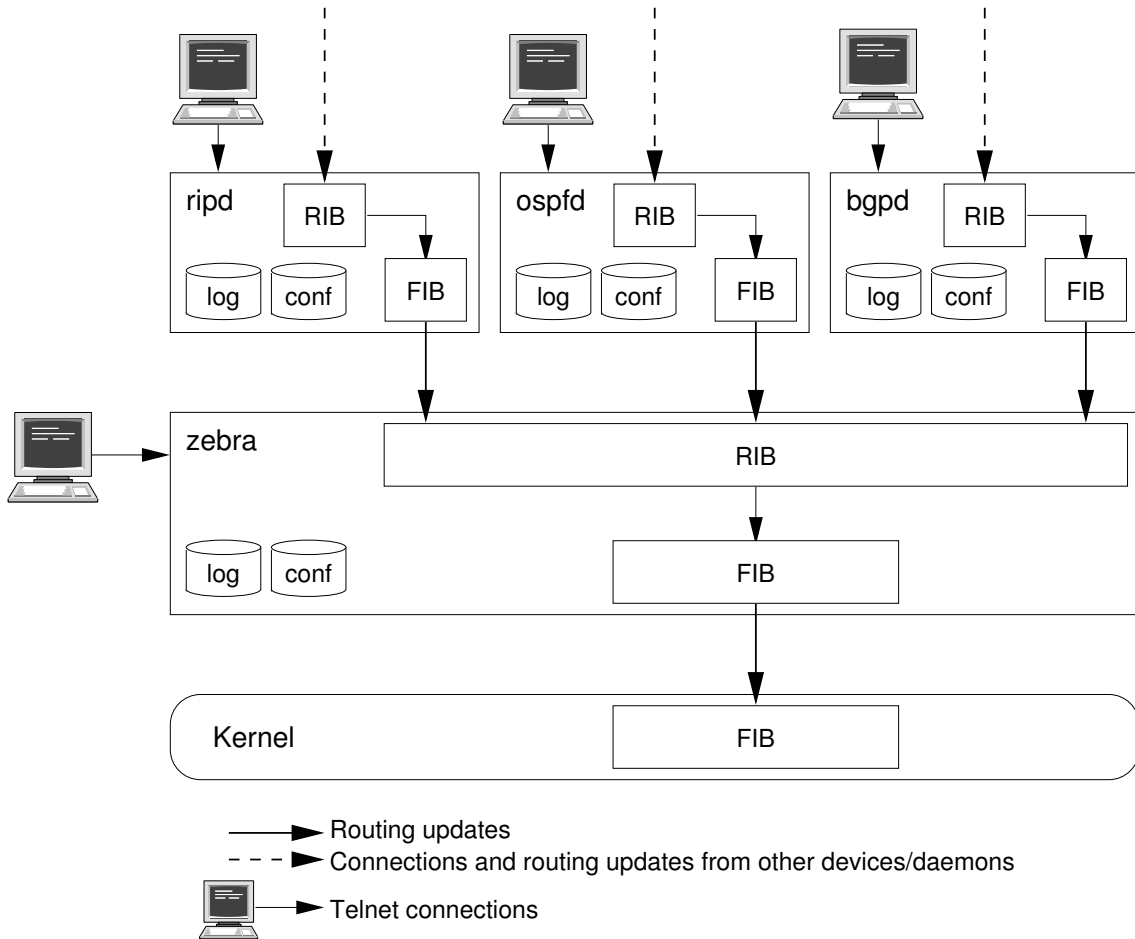 ripd
RIB
log
conf
FIB
ospfd
RIB
log
conf
FIB
bgpd
RIB
log
conf
FIB
zebra
RIB
log
conf
FIB
Kernel
FIB
Routing updates
Connections and routing updates from other devices/daemons
Telnet connections